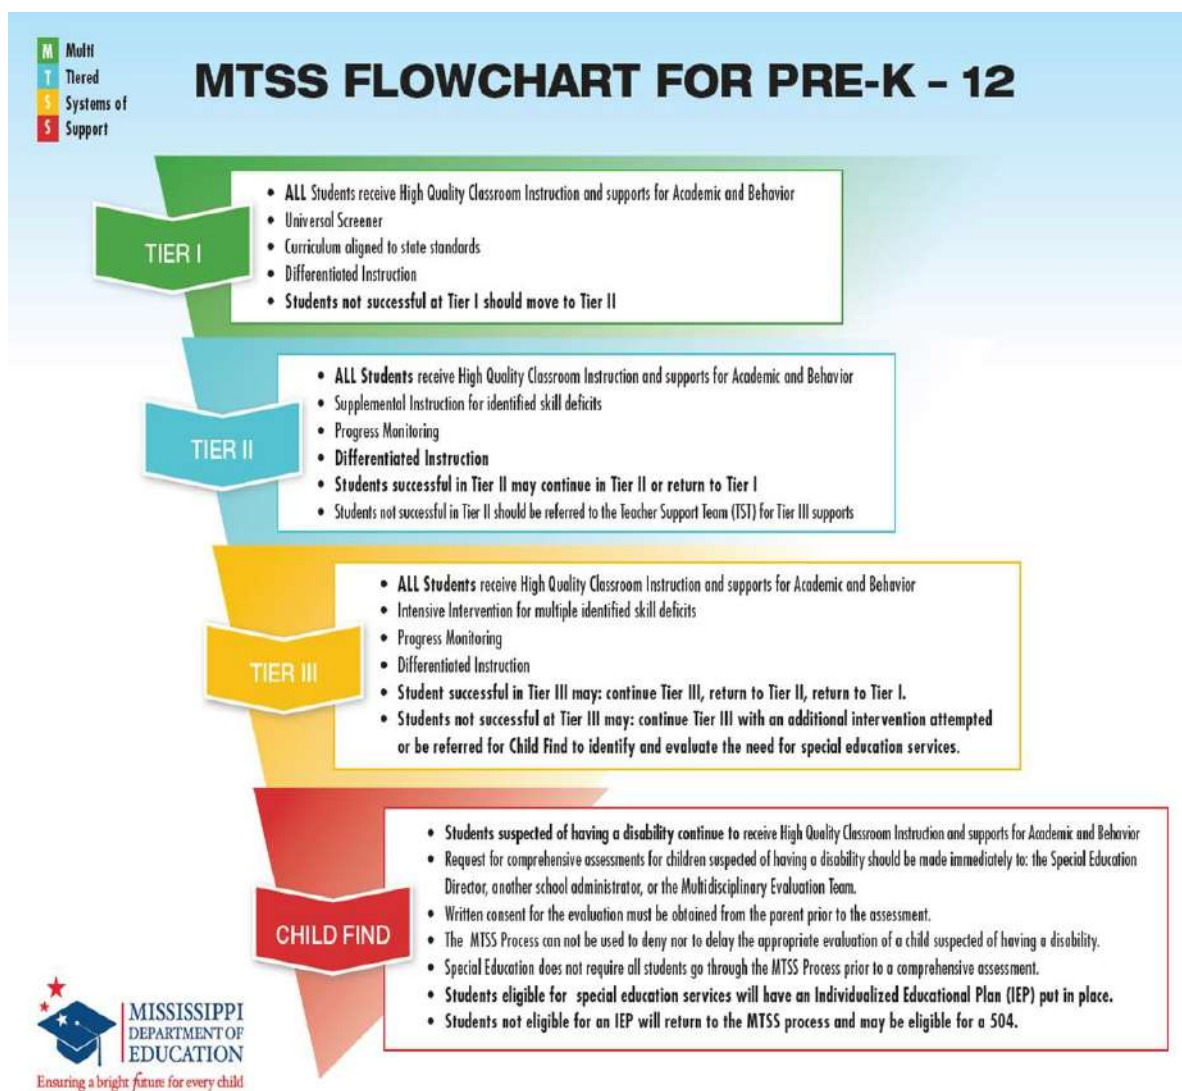 M Multi
T Tiered
S Systems of
S Support
MTSS FLOWCHART FOR PRE-K – 12
TIER I
• ALL Students receive High Quality Classroom Instruction and supports for Academic and Behavior
• Universal Screener
• Curriculum aligned to state standards
• Differentiated Instruction
• Students not successful at Tier I should move to Tier II
TIER II
• ALL Students receive High Quality Classroom Instruction and supports for Academic and Behavior
• Supplemental Instruction for identified skill deficits
• Progress Monitoring
• Differentiated Instruction
• Students successful in Tier II may continue in Tier II or return to Tier I
• Students not successful in Tier II should be referred to the Teacher Support Team (TST) for Tier III supports
TIER III
• ALL Students receive High Quality Classroom Instruction and supports for Academic and Behavior
• Intensive Intervention for multiple identified skill deficits
• Progress Monitoring
• Differentiated Instruction
• Student successful in Tier III may: continue Tier III, return to Tier II, return to Tier I.
• Students not successful at Tier III may: continue Tier III with an additional intervention attempted
or be referred for Child Find to identify and evaluate the need for special education services.
CHILD FIND
• Students suspected of having a disability continue to receive High Quality Classroom Instruction and supports for Academic and Behavior
• Request for comprehensive assessments for children suspected of having a disability should be made immediately to: the Special Education
Director, another school administrator, or the Multidisciplinary Evaluation Team.
• Written consent for the evaluation must be obtained from the parent prior to the assessment.
• The MTSS Process can not be used to deny nor to delay the appropriate evaluation of a child suspected of having a disability.
• Special Education does not require all students go through the MTSS Process prior to a comprehensive assessment.
• Students eligible for special education services will have an Individualized Educational Plan (IEP) put in place.
• Students not eligible for an IEP will return to the MTSS process and may be eligible for a 504.
MISSISSIPPI
DEPARTMENT OF
EDUCATION
Ensuring a bright future for every child